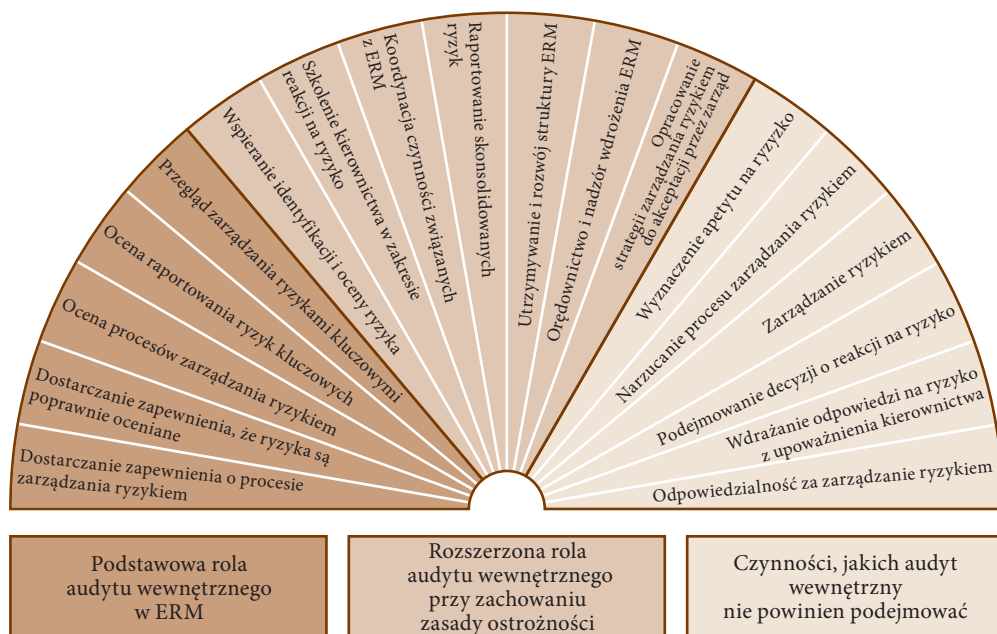 Dostarczanie zapewnienia o procesie
zarządzania ryzykiem
Dostarczanie zapewnienia, że ryzyka są
poprawnie oceniane
Ocena procesów zarządzania ryzykiem
Ocena raportowania ryzyk kluczowych
Przegląd zarządzania ryzykami kluczowymi
Wspieranie identyfikacji i oceny ryzyka
Szkolenie kierownictwa w zakresie
reakcji na ryzyko
Koordynacja czynności związanych
z ERM
Raportowanie skonsolidowanych
ryzyk
Utrzymywanie i rozwój struktury ERM
Orędownictwo i nadzór wdrożenia ERM
Opracowanie
strategii zarządzania ryzykiem
do akceptacji przez zarząd
Wyznaczenie apetytu na ryzyzko
Narzucanie procesu zarządzania ryzykiem
Zarządzanie ryzykiem
Podejmowanie decyzji o reakcji na ryzyko
Wdrażanie odpowiedzi na ryzyko
z upoważnienia kierownictwa
Odpowiedzialność za zarządzanie ryzykiem
Podstawowa rola
audytu wewnętrznego
w ERM
Rozszerzona rola
audytu wewnętrznego
przy zachowaniu
zasady ostrożności
Czynności, jakich audyt
wewnętrzny
nie powinien podejmować